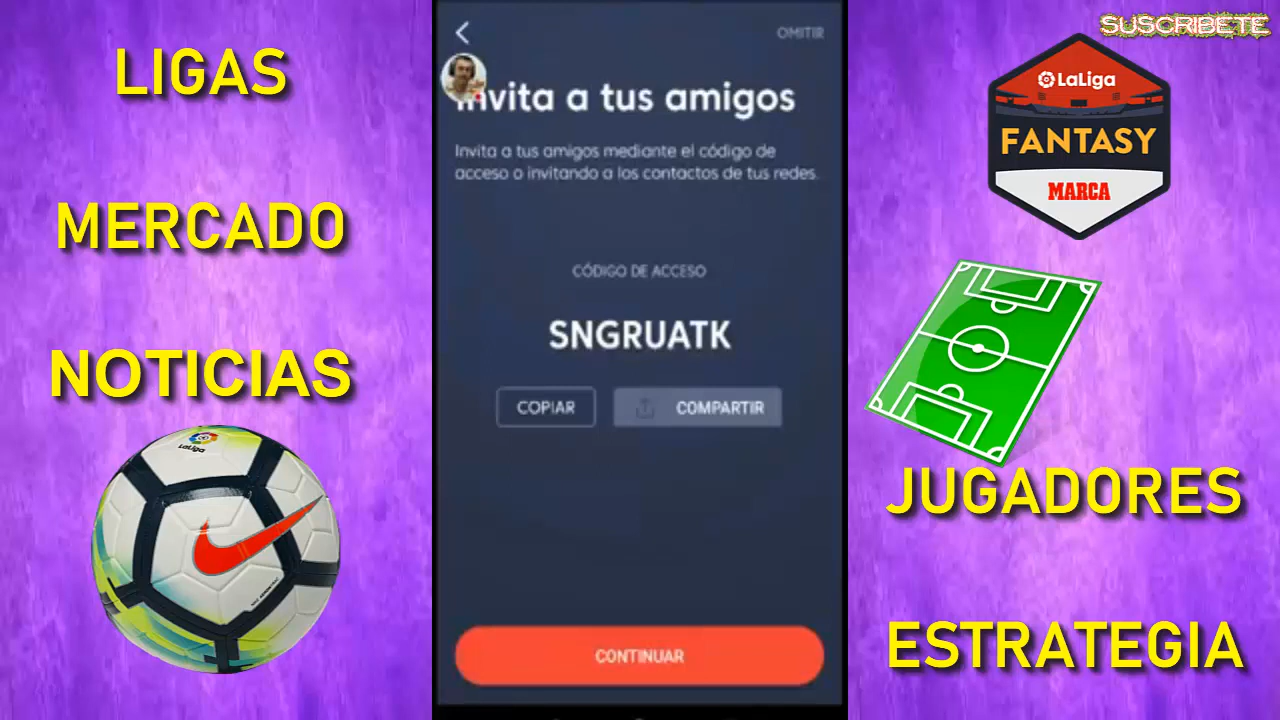 LIGAS
MERCADO
NOTICIAS
LaLiga
OMITIR
Invita a tus amigos
Invita a tus amigos mediante el código de
acceso o invitando a los contactos de tus redes.
CÓDIGO DE ACCESO
SNGRUATK
COPIAR
COMPARTIR
CONTINUAR
SUSCRIBETE
LaLiga
FANTASY
MARCA
JUGADORES
ESTRATEGIA